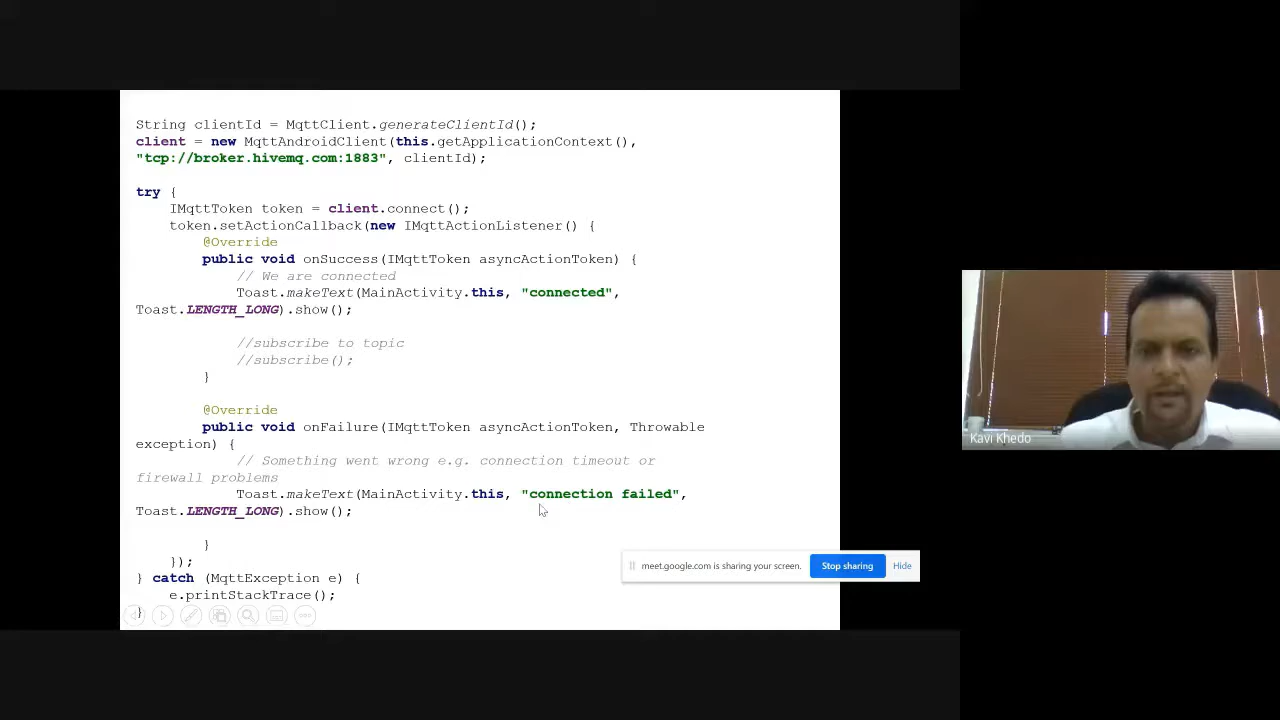 String clientId = MqttClient.generateClientId();
client = new MqttAndroidClient(this.getApplicationContext(),
"tcp://broker.hivemq.com:1883", clientId);
try {
IMqttToken token = client.connect();
token.setActionCallback(new IMqttActionListener() {
@Override
public void onSuccess(IMqttToken asyncActionToken) {
// We are connected
Toast.makeText(MainActivity.this, "connected",
Toast.LENGTH_LONG).show();
//subscribe to topic
//subscribe();
}
@Override
public void onFailure(IMqttToken asyncActionToken, Throwable
exception) {
// Something went wrong e.g. connection timeout or
firewall problems
Toast.makeText(MainActivity.this, "connection failed",
Toast.LENGTH_LONG).show();
}
});
} catch (MqttException e) {
e.printStackTrace();
}
meet.google.com is sharing your screen.
Stop sharing
Hide
Kavi Khedo